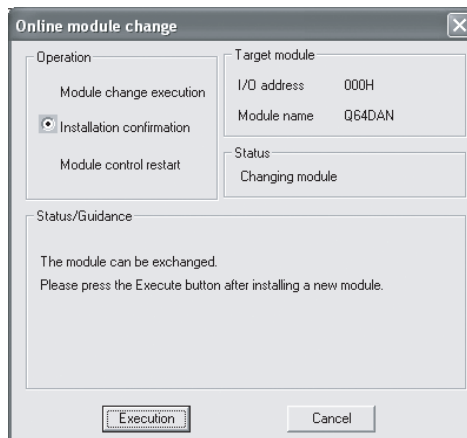 Online module change
Operation
Module change execution
Installation confirmation
Module control restart
Target module
I/O address 000H
Module name Q64DAN
Status
Changing module
Status/Guidance
The module can be exchanged.
Please press the Execute button after installing a new module.
Execution Cancel